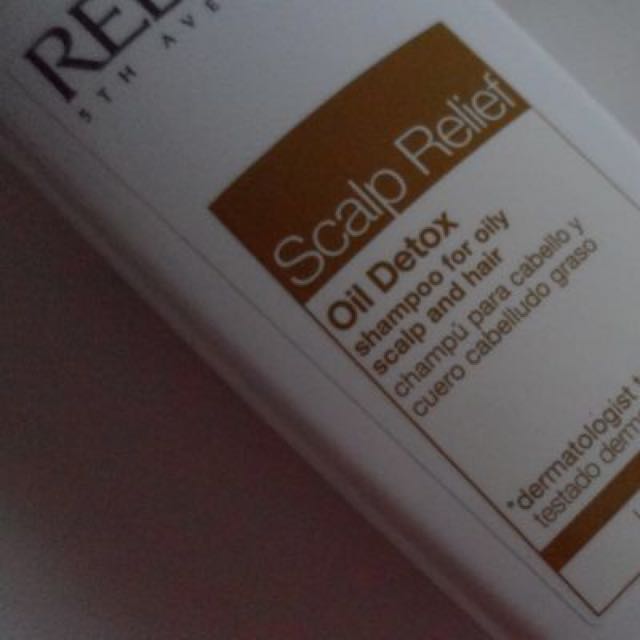 5TH AVE
Scalp Relief
Oil Detox
shampoo for oily
scalp and hair
champú para cabello y
cuero cabelludo graso
*dermatologist
testado